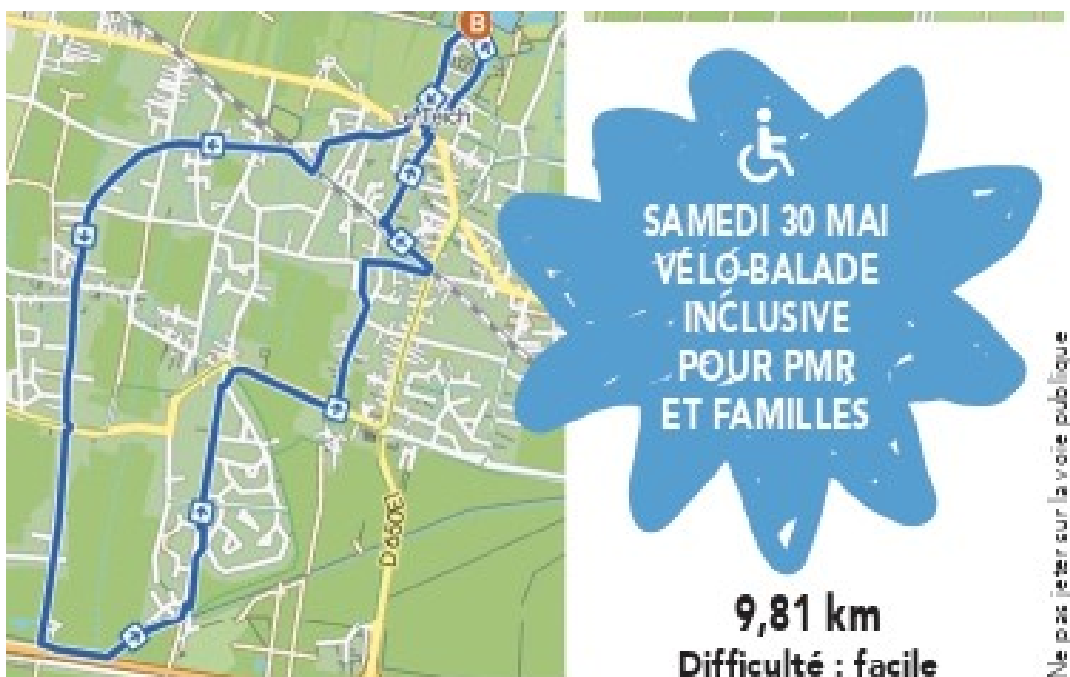 B
Le Teich
D 650E1
SAMEDI 30 MAI
VÉLO-BALADE
INCLUSIVE
POUR PMR
ET FAMILLES
9,81 km
Difficulté : facile
Ne pas jeter sur la voie publique